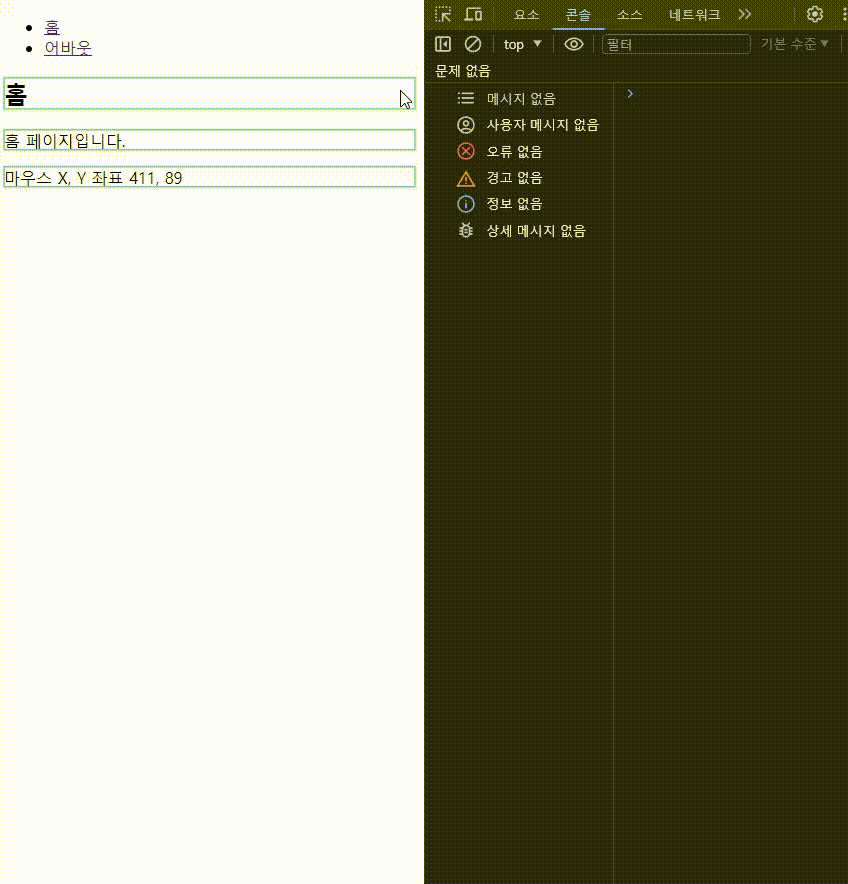 홈
어바웃
홈
홈 페이지입니다.
마우스 X, Y 좌표 411, 89
요소 콘솔 소스 네트워크
top 필터 기본 수준
문제 없음
메시지 없음
사용자 메시지 없음
오류 없음
경고 없음
정보 없음
상세 메시지 없음